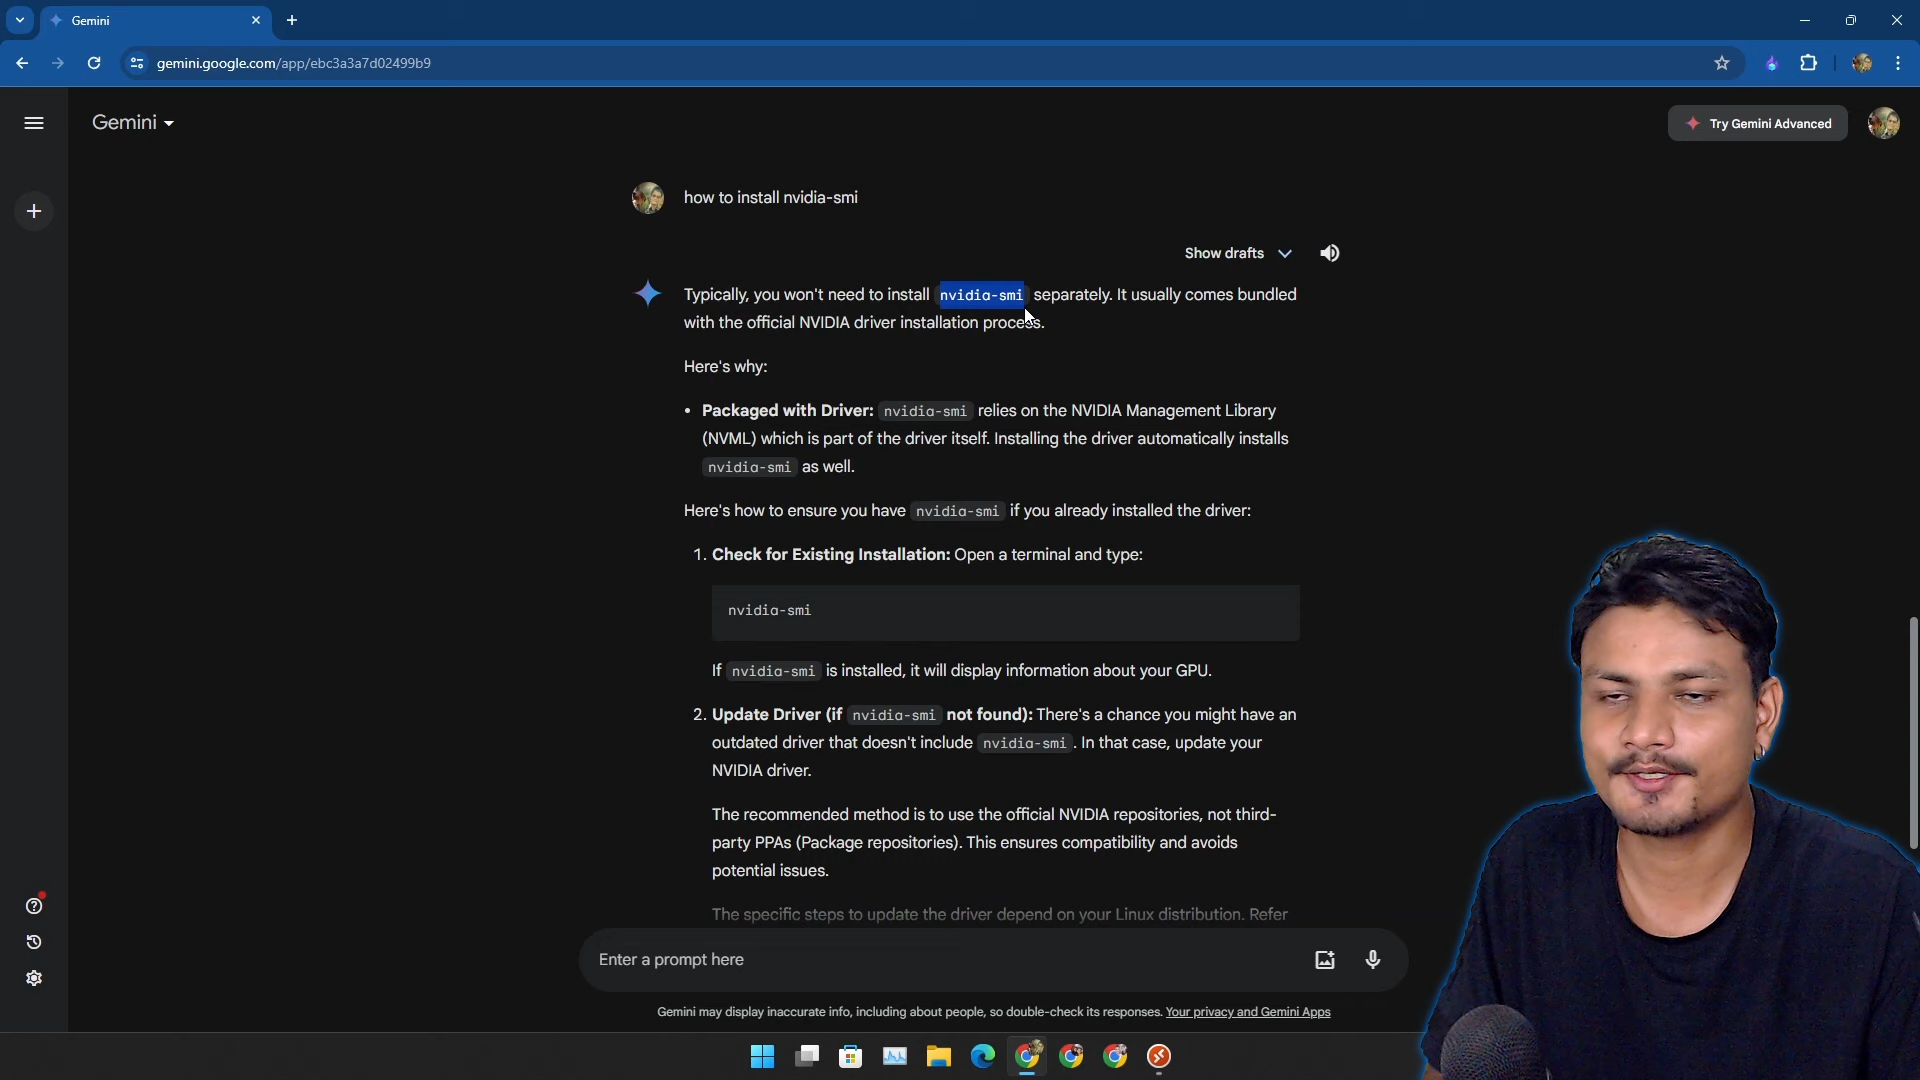 Gemini
gemini.google.com/app/ebc3a3a7d02499b9
Gemini
Try Gemini Advanced
how to install nvidia-smi
Show drafts
Typically, you won't need to install nvidia-smi separately. It usually comes bundled
with the official NVIDIA driver installation process.
Here's why:
• Packaged with Driver: nvidia-smi relies on the NVIDIA Management Library
(NVML) which is part of the driver itself. Installing the driver automatically installs
nvidia-smi as well.
Here's how to ensure you have nvidia-smi if you already installed the driver:
1. Check for Existing Installation: Open a terminal and type:
nvidia-smi
If nvidia-smi is installed, it will display information about your GPU.
2. Update Driver (if nvidia-smi not found): There's a chance you might have an
outdated driver that doesn't include nvidia-smi. In that case, update your
NVIDIA driver.
The recommended method is to use the official NVIDIA repositories, not third-
party PPAs (Package repositories). This ensures compatibility and avoids
potential issues.
The specific steps to update the driver depend on your Linux distribution. Refer
Enter a prompt here
Gemini may display inaccurate info, including about people, so double-check its responses. Your privacy and Gemini Apps